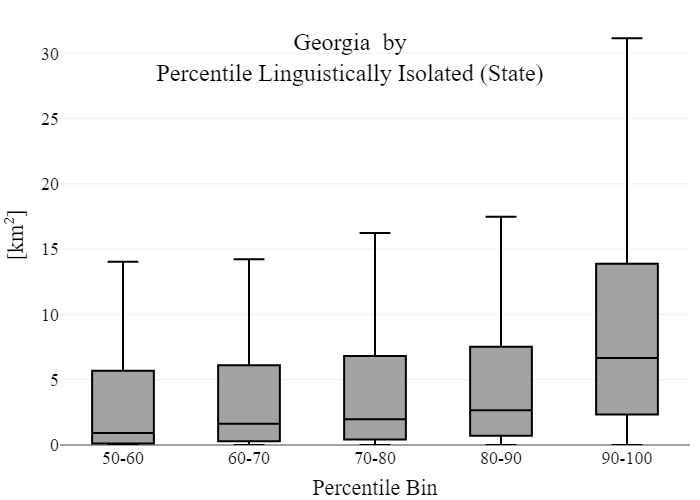 Georgia  by
Percentile Linguistically Isolated (State)
30
25
20
15
10
5
0
[km²]
50-60 60-70 70-80 80-90 90-100
Percentile Bin